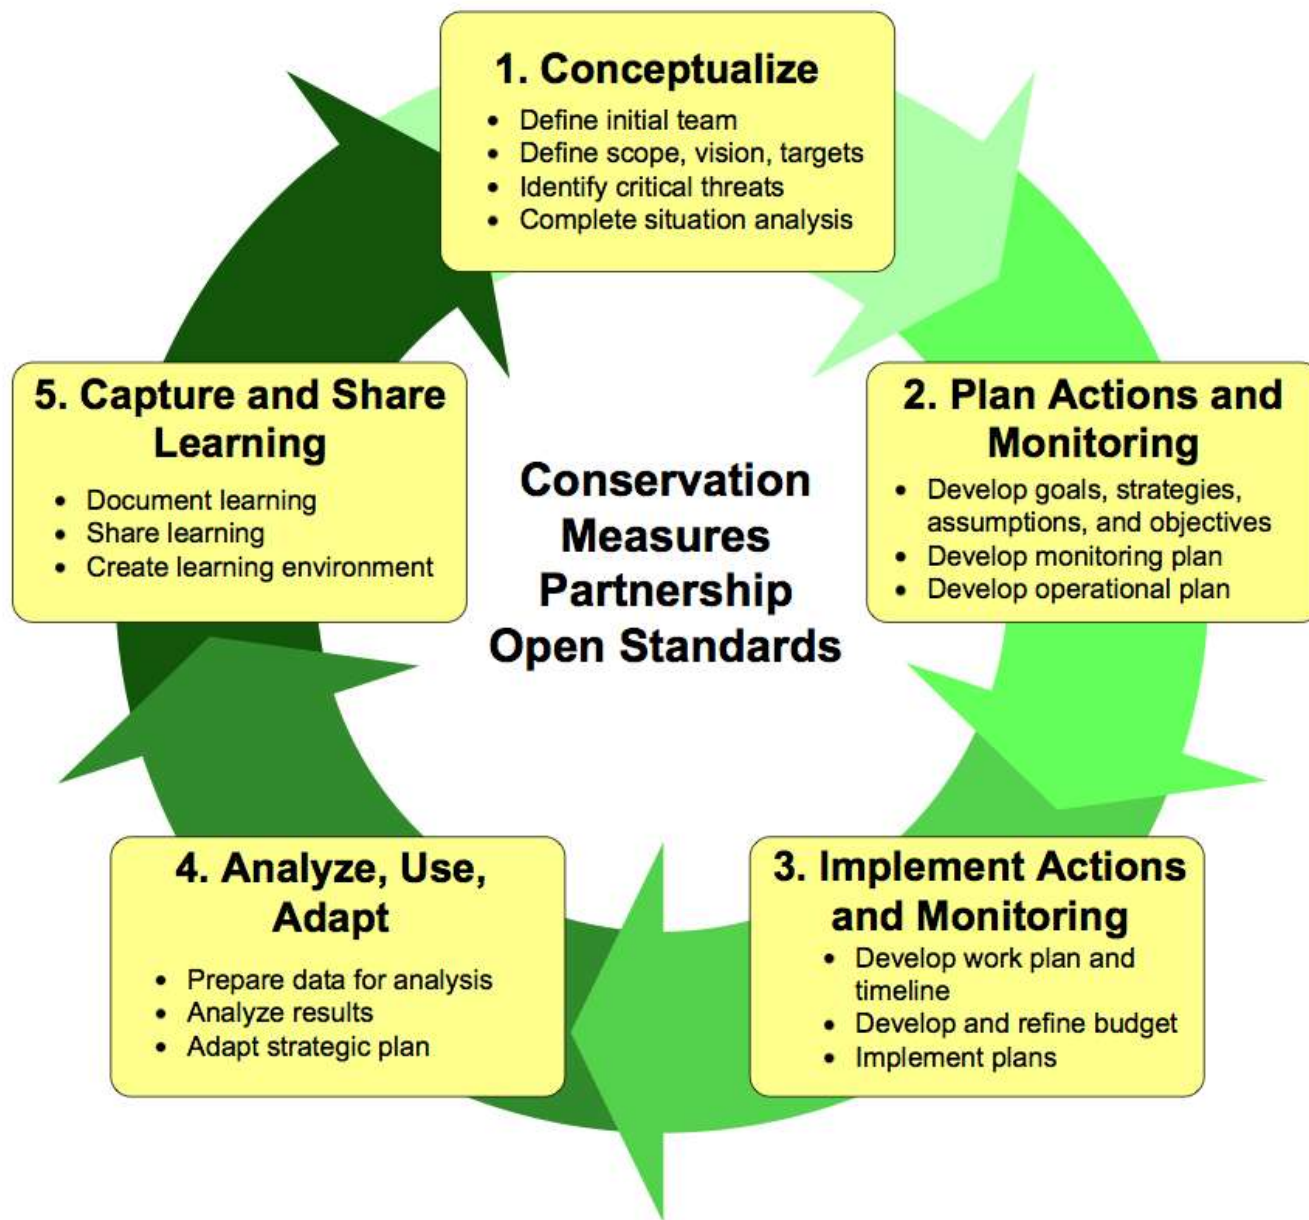 1. Conceptualize
• Define initial team
• Define scope, vision, targets
• Identify critical threats
• Complete situation analysis
2. Plan Actions and
Monitoring
• Develop goals, strategies,
assumptions, and objectives
• Develop monitoring plan
• Develop operational plan
3. Implement Actions
and Monitoring
• Develop work plan and
timeline
• Develop and refine budget
• Implement plans
4. Analyze, Use,
Adapt
• Prepare data for analysis
• Analyze results
• Adapt strategic plan
5. Capture and Share
Learning
• Document learning
• Share learning
• Create learning environment
Conservation
Measures
Partnership
Open Standards